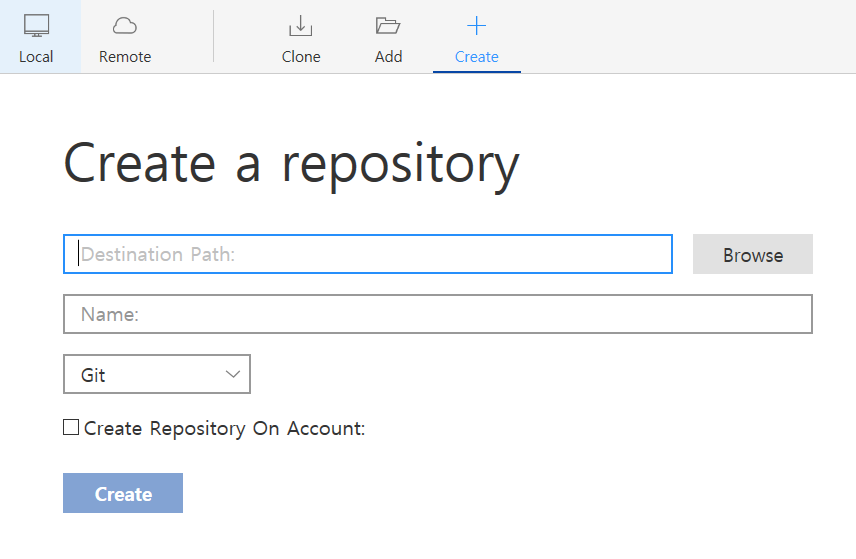 Local Remote Clone Add Create
Create a repository
Destination Path: Browse
Name:
Git
Create Repository On Account:
Create